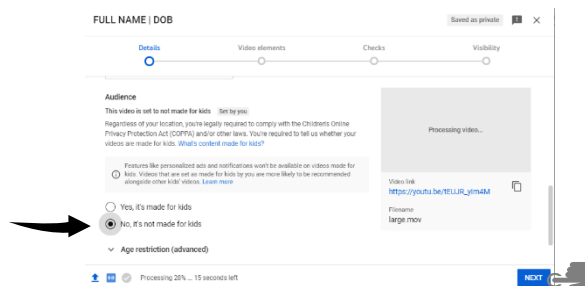 FULL NAME | DOB
Saved as private
Details
Video elements
Checks
Visibility
Audience
This video is set to not made for kids Set by you
Regardless of your location, you're legally required to comply with the Children's Online
Privacy Protection Act (COPPA) and/or other laws. You're required to tell us whether your
videos are made for kids. What's content made for kids?
Features like personalized ads and notifications won't be available on videos made for
kids. Videos that are set as made for kids by you are more likely to be recommended
alongside other kids' videos. Learn more
Yes, it's made for kids
No, it's not made for kids
Age restriction (advanced)
Processing video...
Video link
Filename
large.mov
Processing 20% ... 15 seconds left
NEXT